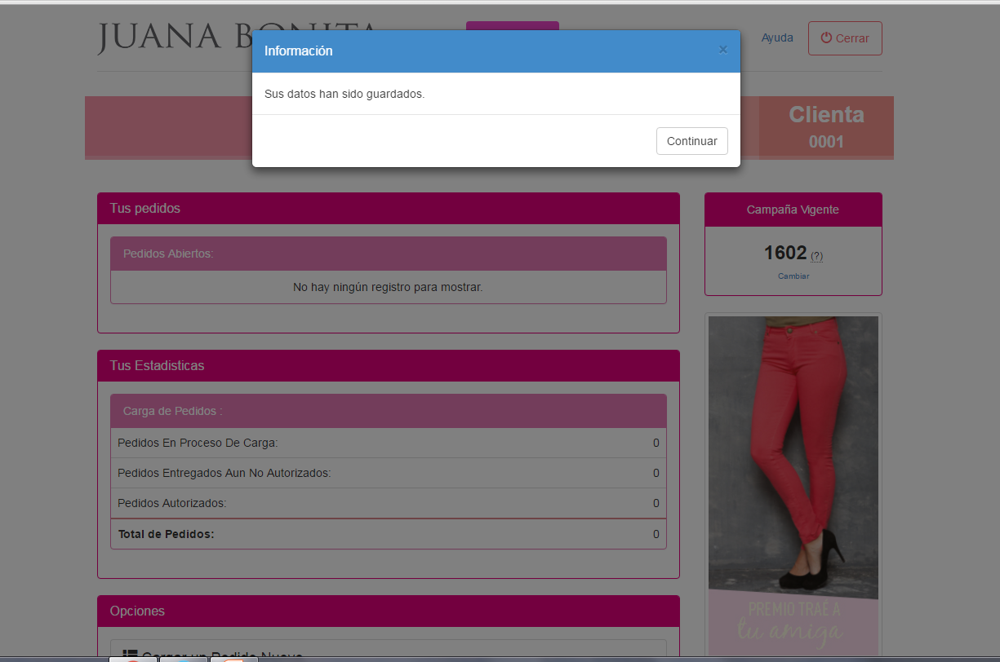 JUANA BONITA
Ayuda
Cerrar
Información
×
Sus datos han sido guardados.
Continuar
Clienta
0001
Tus pedidos
Pedidos Abiertos:
No hay ningún registro para mostrar.
Campaña Vigente
1602 (?)
Cambiar
Tus Estadisticas
Carga de Pedidos :
Pedidos En Proceso De Carga: 0
Pedidos Entregados Aun No Autorizados: 0
Pedidos Autorizados: 0
Total de Pedidos: 0
PREMIO TRAÉ A
tu amiga
Opciones
Cargar un Pedido Nuevo